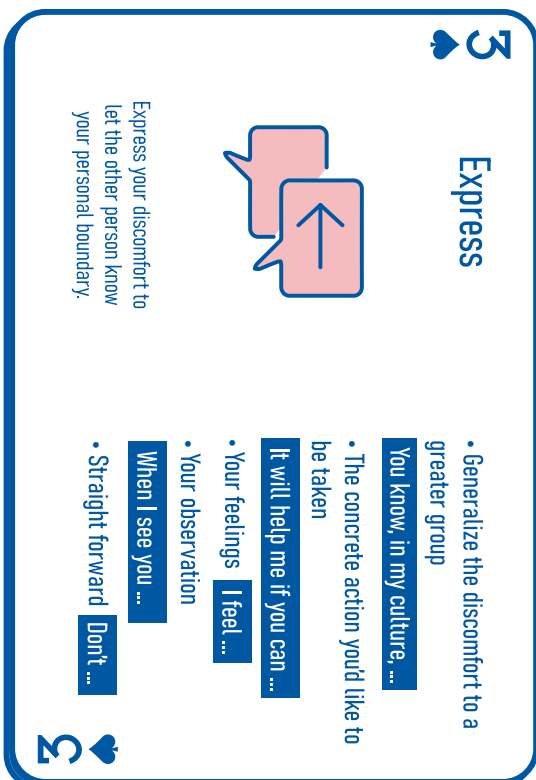 3
Express
Express your discomfort to
let the other person know
your personal boundary.
• Generalize the discomfort to a
greater group
You know, in my culture, ...
• The concrete action you'd like to
be taken
It will help me if you can ...
• Your feelings I feel ...
• Your observation
When I see you ...
• Straight forward Don't ...
3